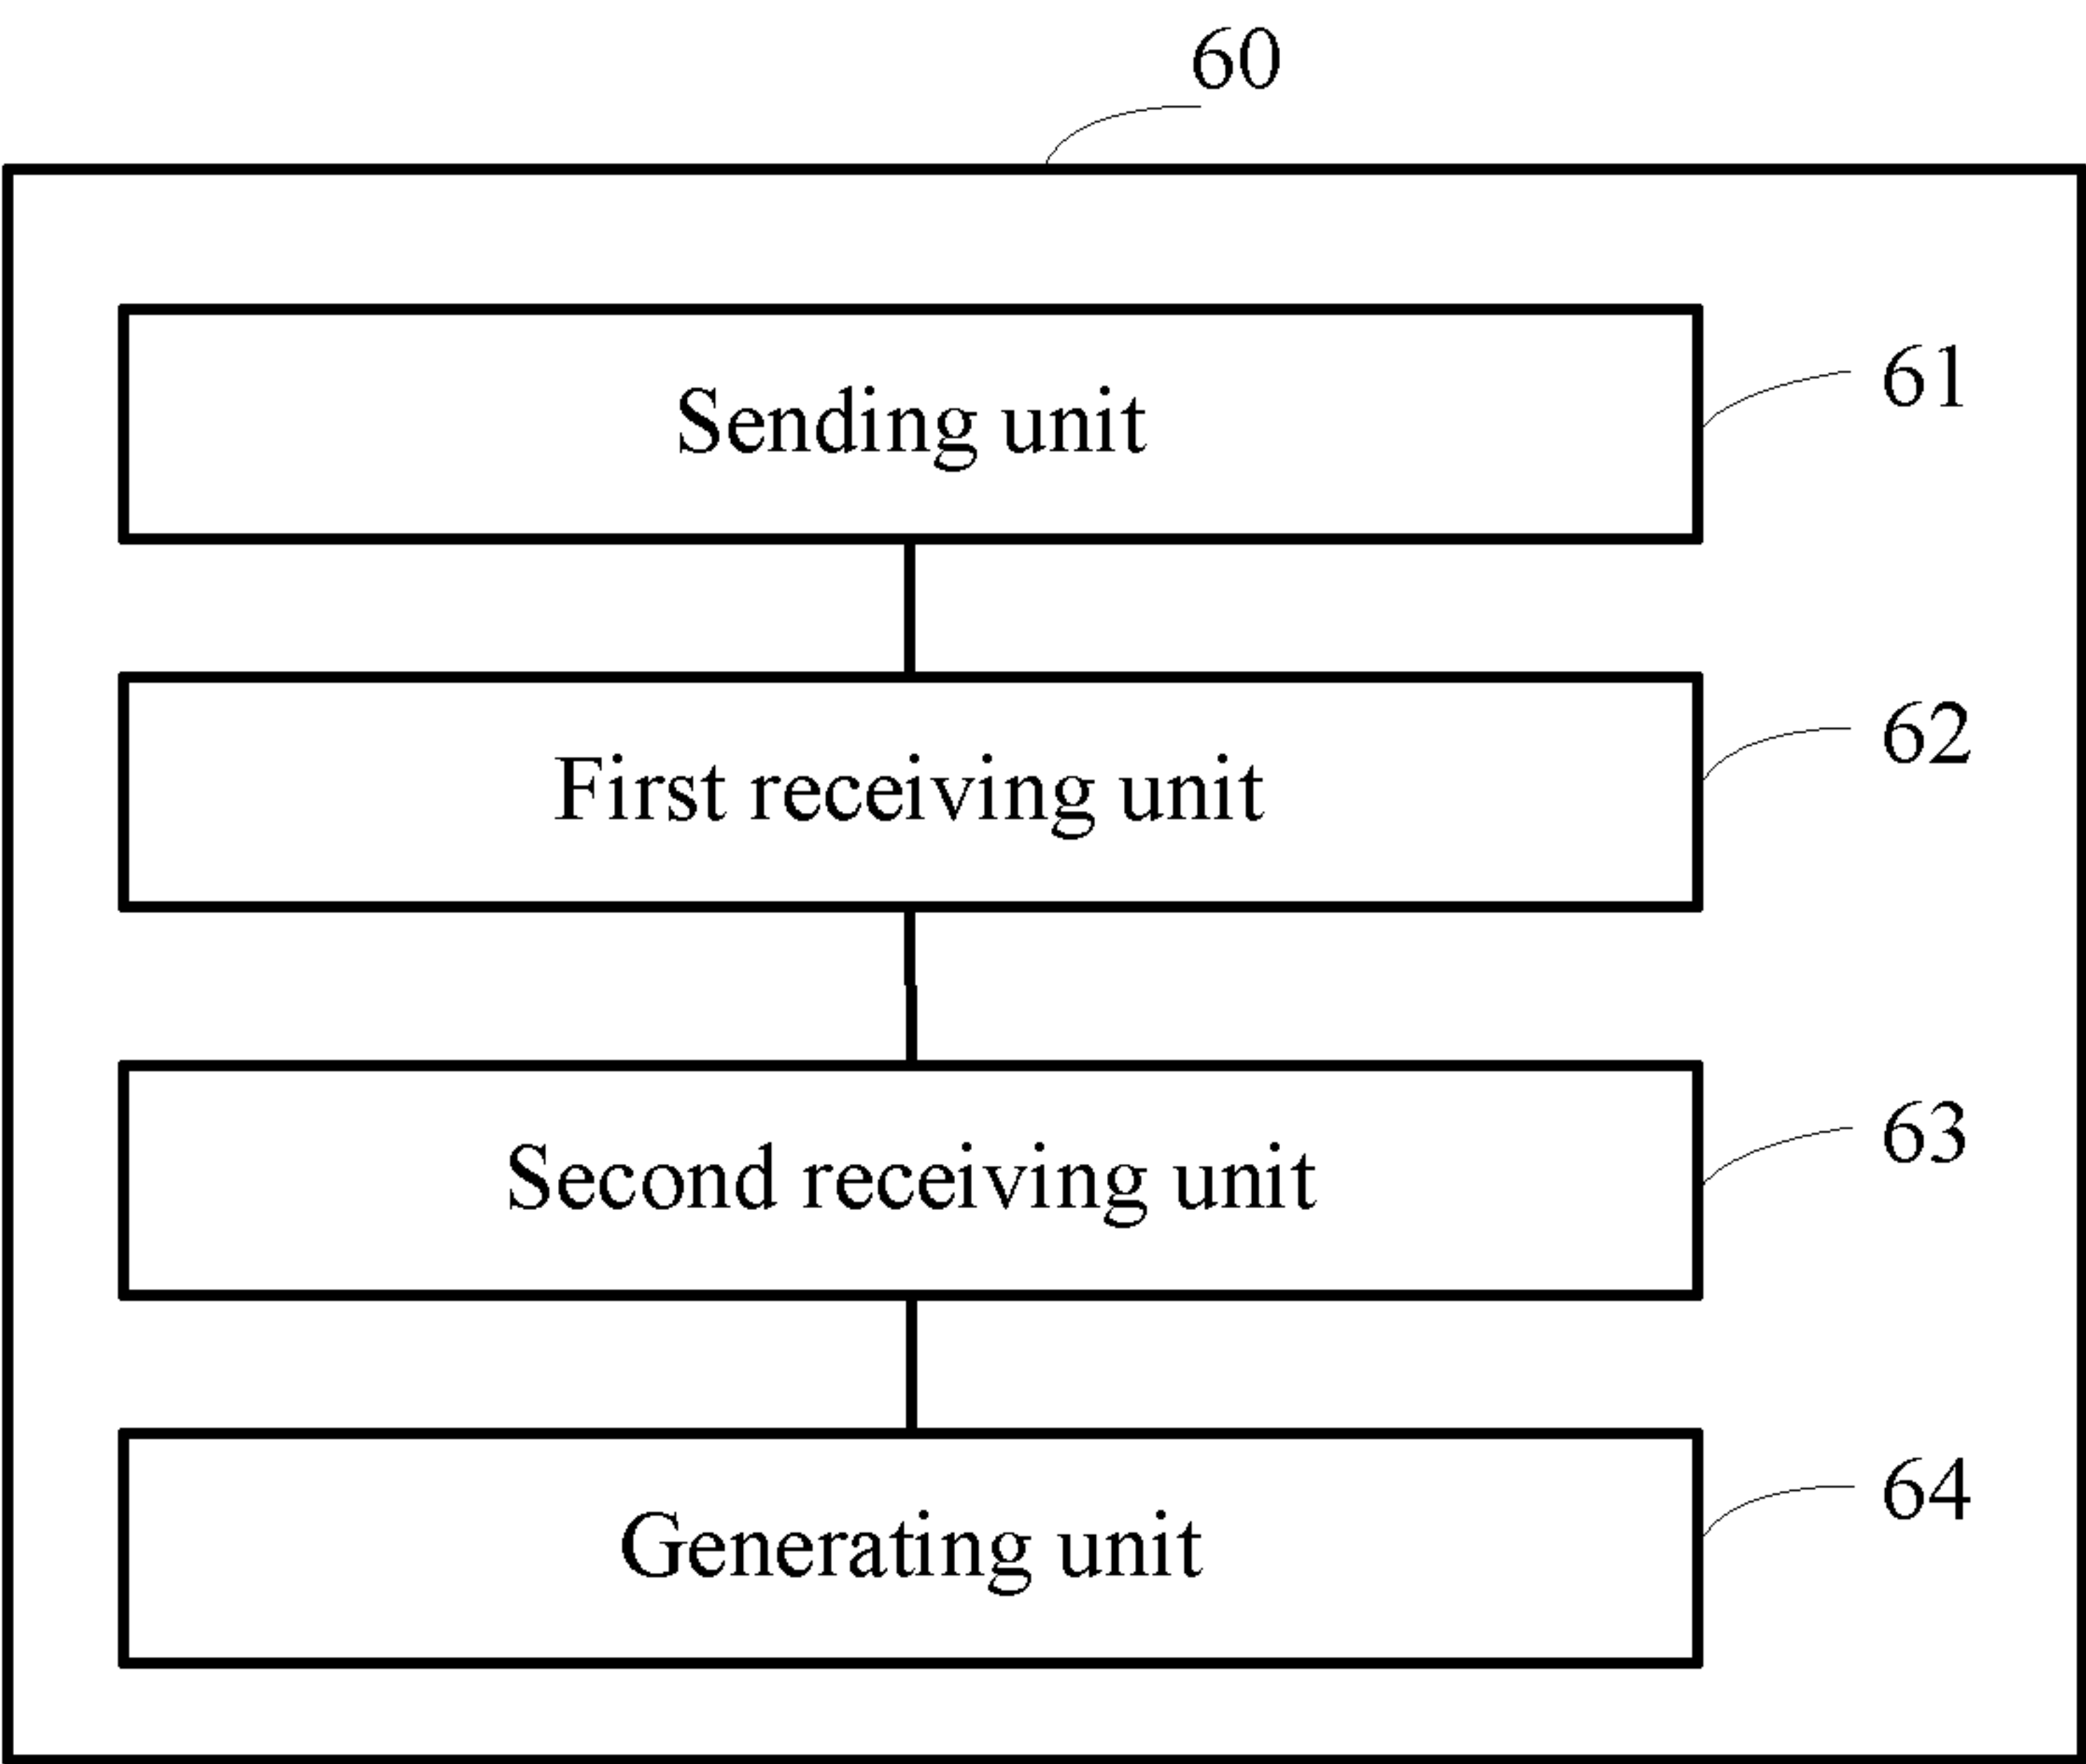 60
Sending unit
61
First receiving unit
62
Second receiving unit
63
Generating unit
64